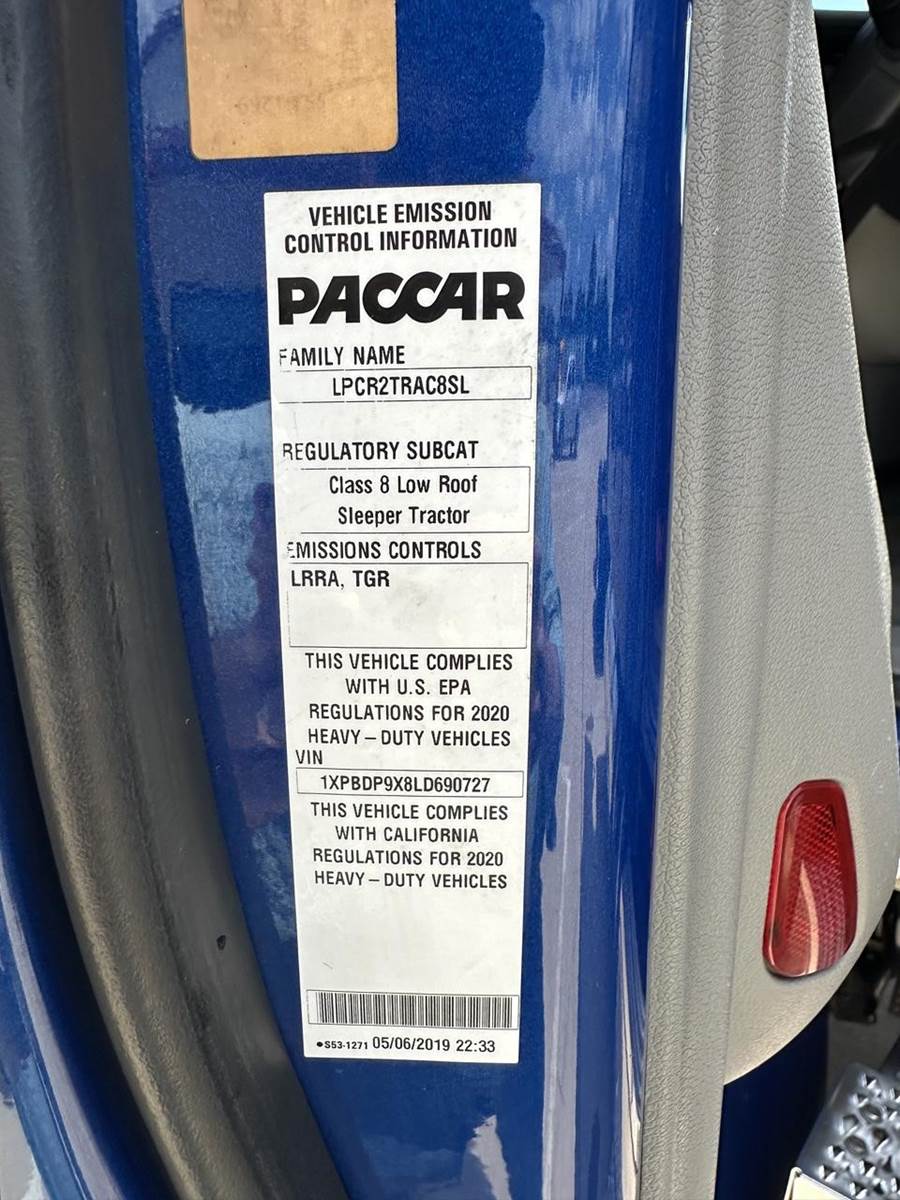 VEHICLE EMISSION
CONTROL INFORMATION
PACCAR
FAMILY NAME
LPCR2TRAC8SL
REGULATORY SUBCAT
Class 8 Low Roof
Sleeper Tractor
EMISSIONS CONTROLS
LRRA, TGR
THIS VEHICLE COMPLIES
WITH U.S. EPA
REGULATIONS FOR 2020
HEAVY – DUTY VEHICLES
VIN
1XPBDP9X8LD690727
THIS VEHICLE COMPLIES
WITH CALIFORNIA
REGULATIONS FOR 2020
HEAVY – DUTY VEHICLES
•S53-1271 05/06/2019 22:33